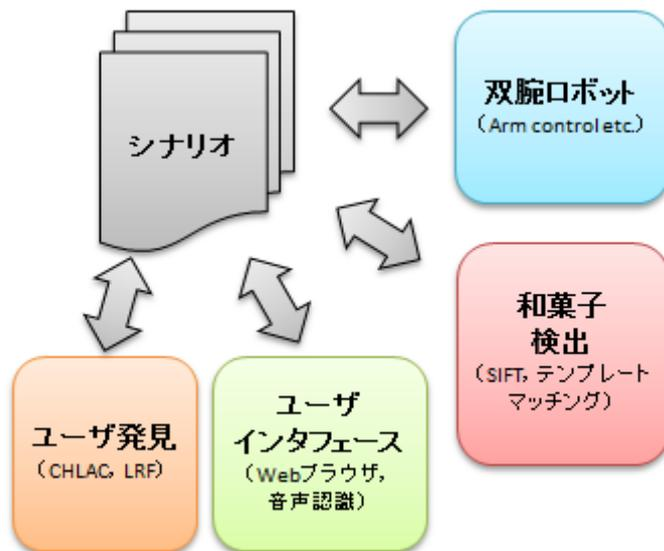 シナリオ
双腕ロボット
（Arm control etc.）
和菓子
検出
（SIFT, テンプレート
マッチング）
ユーザ発見
（CHLAC, LRF）
ユーザ
インタフェース
（Webブラウザ,
音声認識）